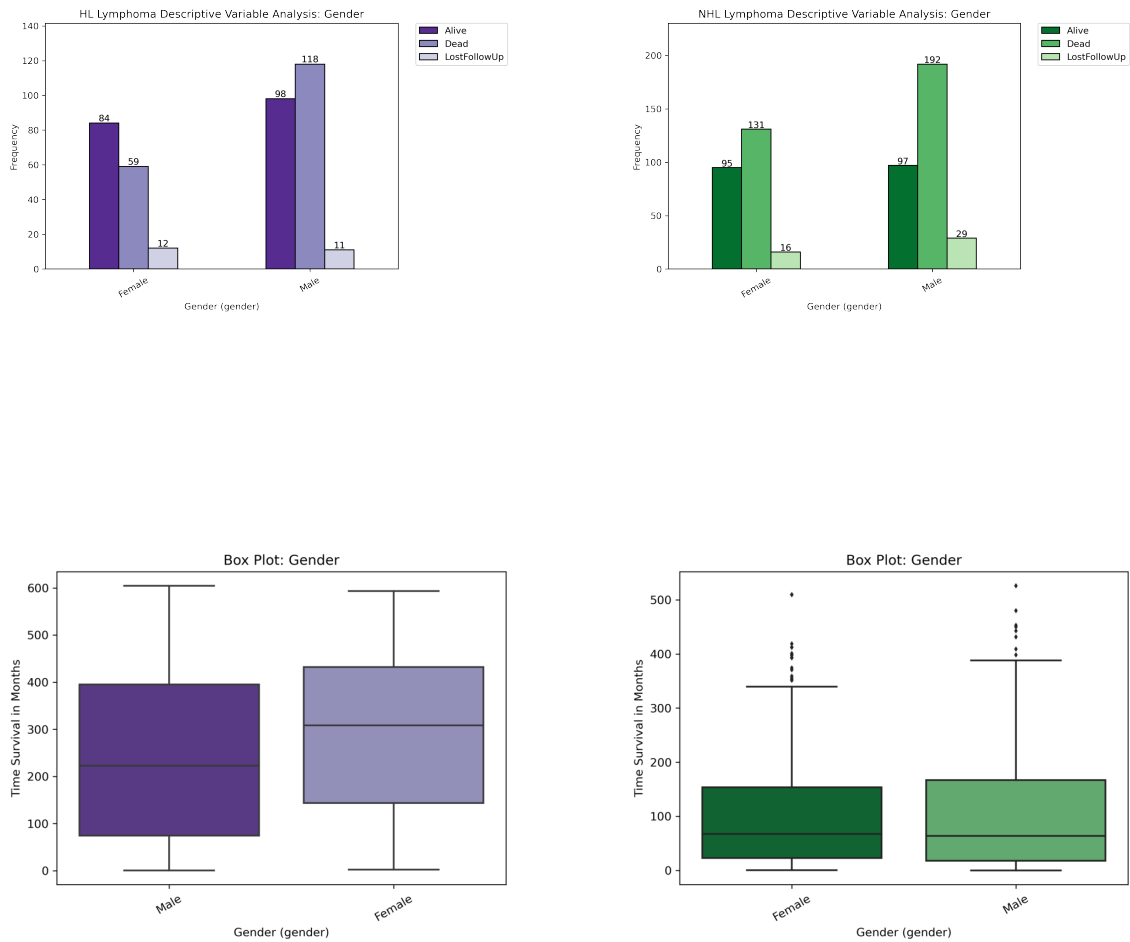 HL Lymphoma Descriptive Variable Analysis: Gender
140
120
100
80
60
40
20
0
Frequency
84
59
12
98
118
11
Female
Male
Gender (gender)
Alive
Dead
LostFollowUp
NHL Lymphoma Descriptive Variable Analysis: Gender
200
150
100
50
0
Frequency
95
131
16
97
192
29
Female
Male
Gender (gender)
Alive
Dead
LostFollowUp
Box Plot: Gender
600
500
400
300
200
100
0
Time Survival in Months
Male
Female
Gender (gender)
Box Plot: Gender
500
400
300
200
100
0
Time Survival in Months
Female
Male
Gender (gender)